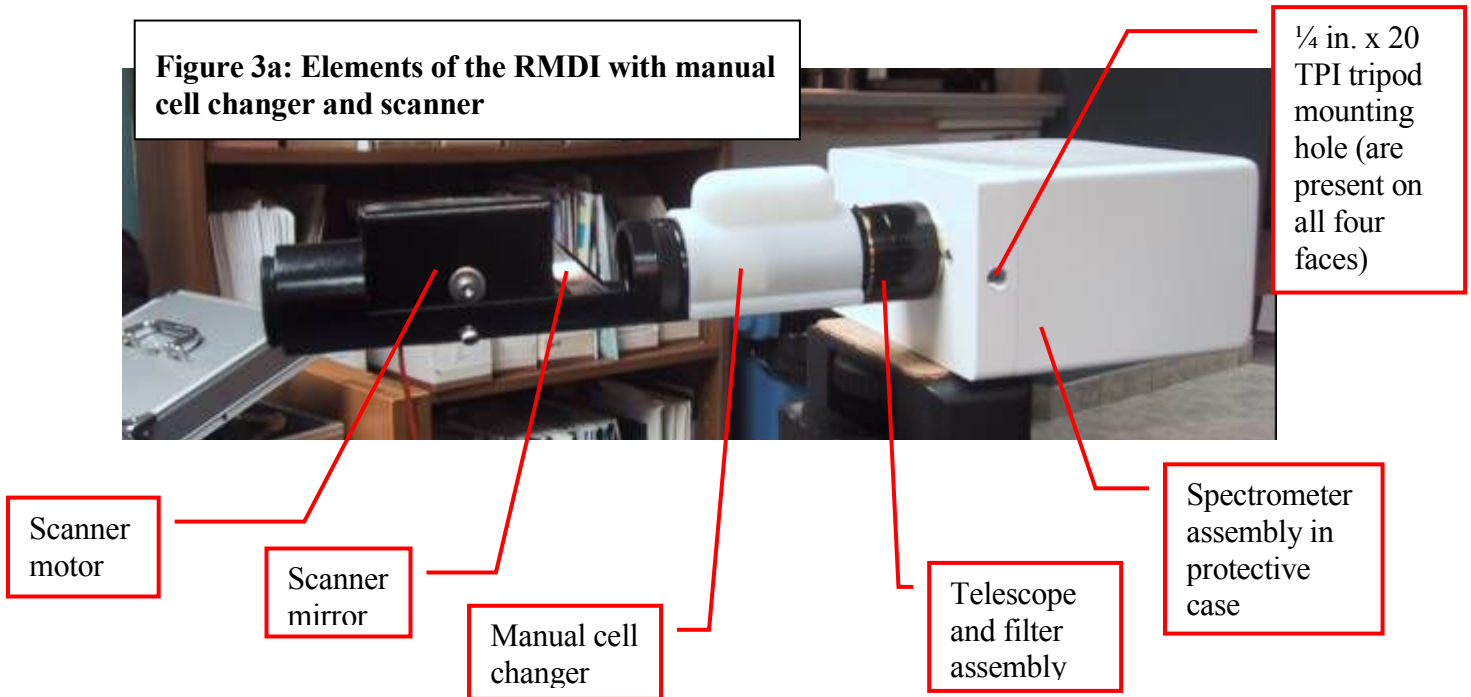 Figure 3a: Elements of the RMDI with manual
cell changer and scanner
¼ in. x 20
TPI tripod
mounting
hole (are
present on
all four
faces)
Scanner
motor
Scanner
mirror
Manual cell
changer
Telescope
and filter
assembly
Spectrometer
assembly in
protective
case